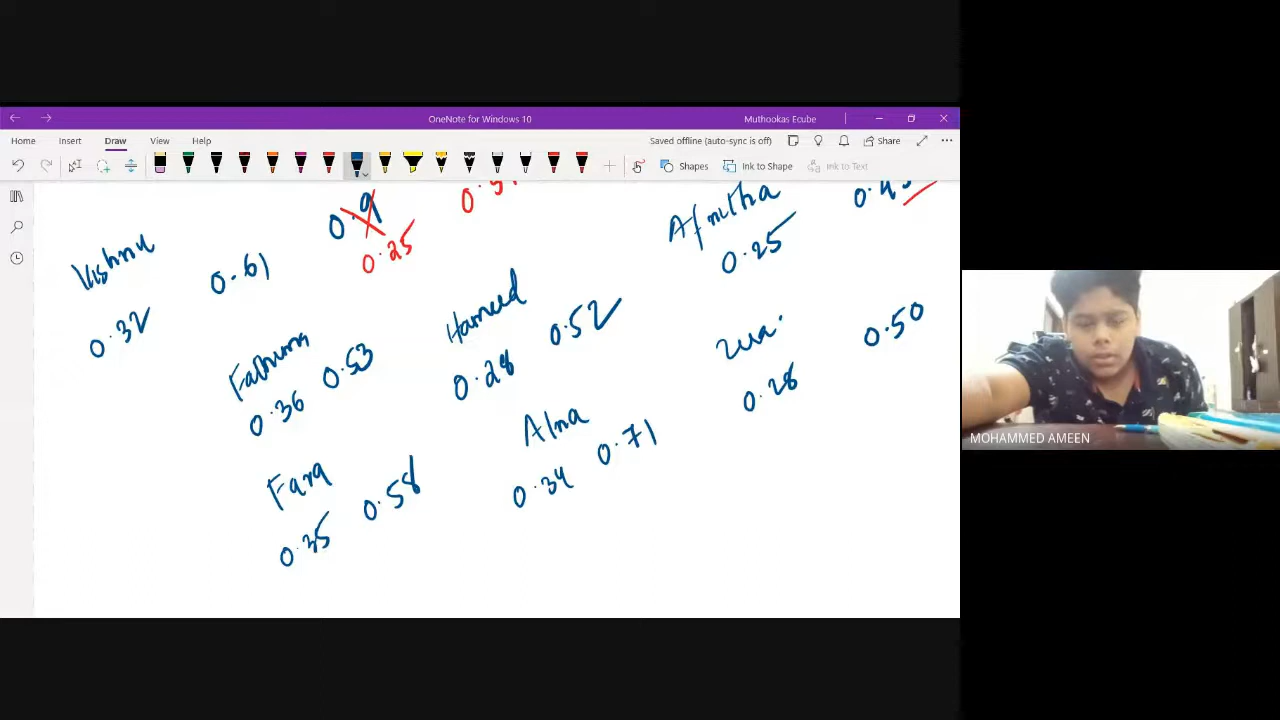 OneNote for Windows 10
Muthookas Ecube
Home Insert Draw View Help
Saved offline (auto-sync is off)
Share
Shapes
Ink to Shape
Ink to Text
0.9
0.25
0.25
Vishnu
0.61
0.32
Hameed
0.52
0.28
Fathima
0.53
0.36
0.50
0.28
Alna
0.71
0.34
Fara
0.58
0.35
MOHAMMED AMEEN